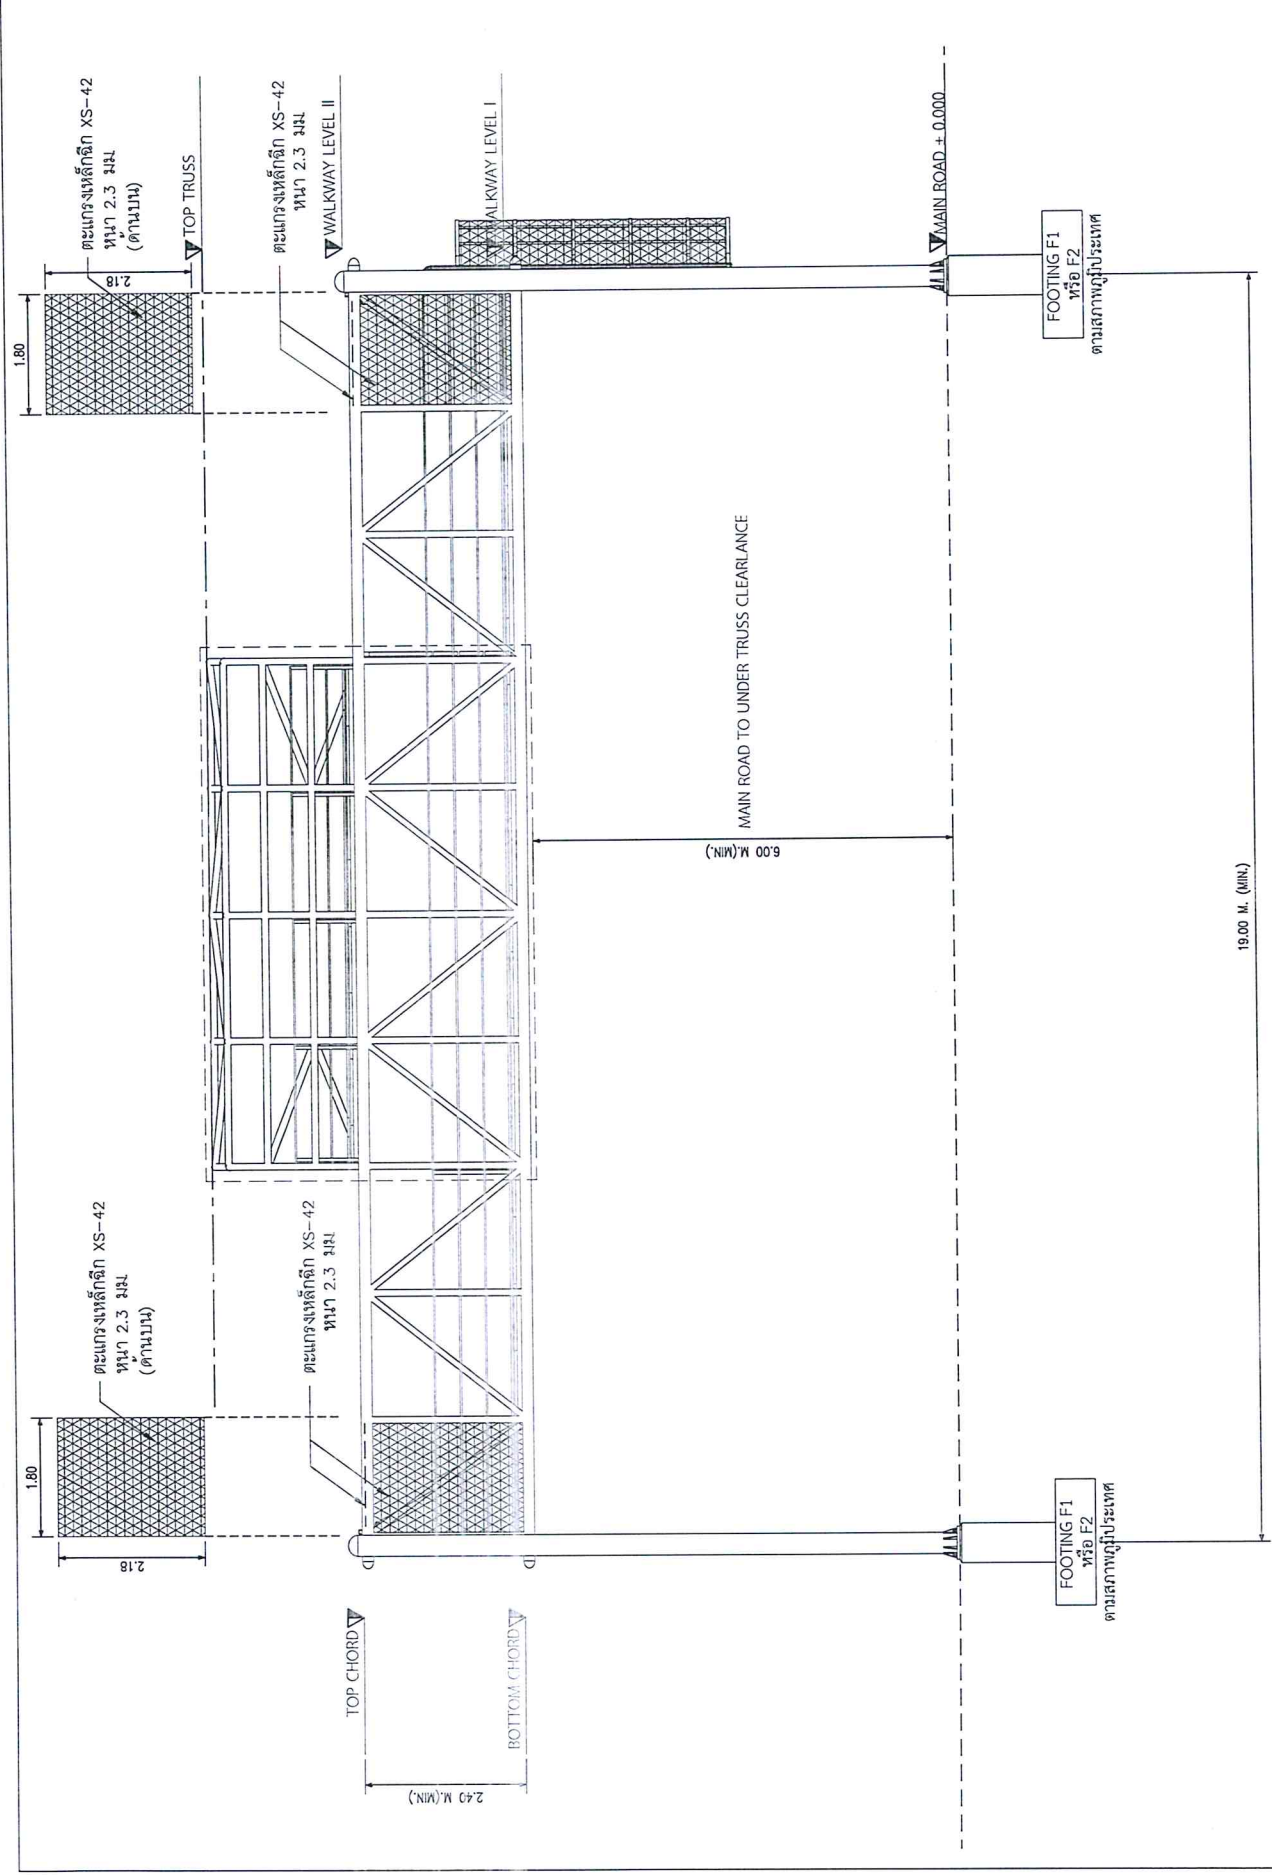 1.80
2.18
ตะแกรงเหล็กฉีก XS-42
หนา 2.3 มม.
(ด้านบน)
1.80
2.18
ตะแกรงเหล็กฉีก XS-42
หนา 2.3 มม.
(ด้านบน)
TOP TRUSS
ตะแกรงเหล็กฉีก XS-42
หนา 2.3 มม.
ตะแกรงเหล็กฉีก XS-42
หนา 2.3 มม.
WALKWAY LEVEL II
TOP CHORD
BOTTOM CHORD
2.40 M.(MIN.)
ALKWAY LEVEL I
6.00 M.(MIN.)
MAIN ROAD TO UNDER TRUSS CLEARLANCE
MAIN ROAD ± 0.000
FOOTING F1
หรือ F2
ตามสภาพภูมิประเทศ
FOOTING F1
หรือ F2
ตามสภาพภูมิประเทศ
19.00 M. (MIN.)